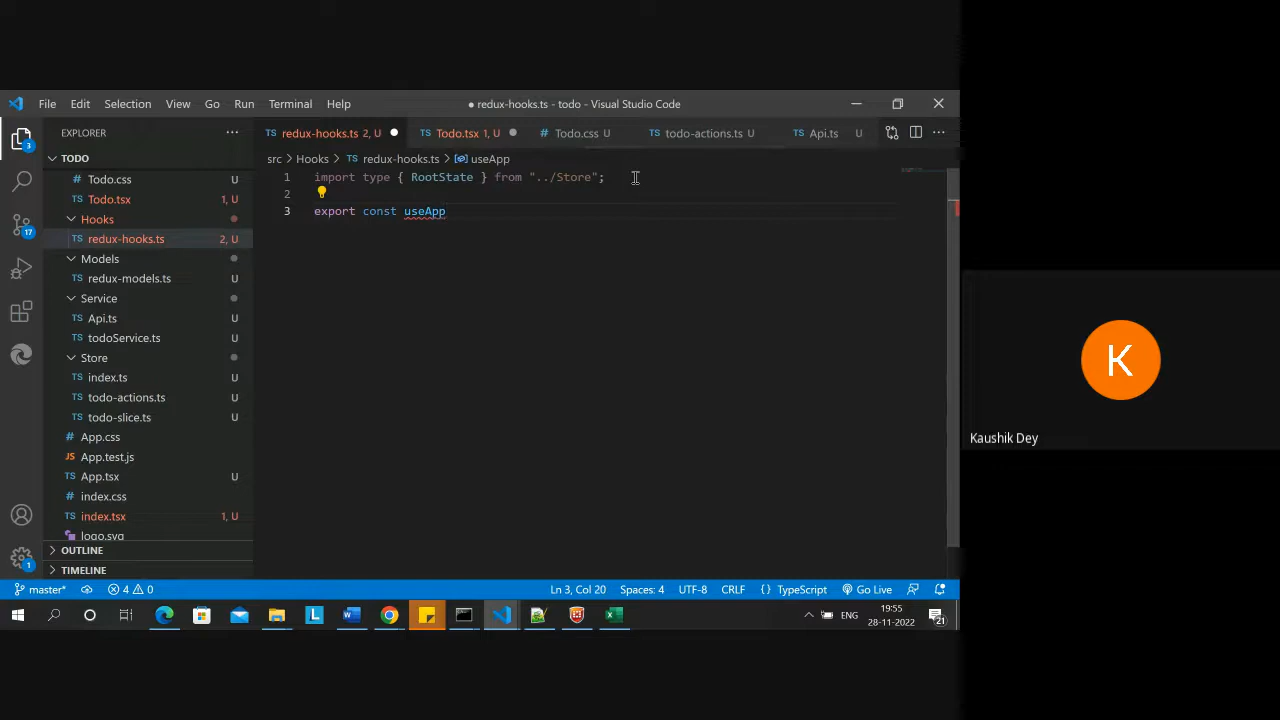 File Edit Selection View Go Run Terminal Help
● redux-hooks.ts - todo - Visual Studio Code
EXPLORER
TS redux-hooks.ts 2, U
TS Todo.tsx 1, U
# Todo.css U
TS todo-actions.ts U
TS Api.ts U
src > Hooks > TS redux-hooks.ts > useApp
TODO
# Todo.css U
TS Todo.tsx 1, U
Hooks
TS redux-hooks.ts 2, U
Models
TS redux-models.ts U
Service
TS Api.ts U
TS todoService.ts U
Store
TS index.ts U
TS todo-actions.ts U
TS todo-slice.ts U
# App.css
JS App.test.js
TS App.tsx U
# index.css
TS index.tsx 1, U
logo.svg
OUTLINE
TIMELINE
3
17
1
1 import type { RootState } from "../Store";
2
3 export const useApp
master* 4 0
Ln 3, Col 20 Spaces: 4 UTF-8 CRLF { } TypeScript Go Live
L
ENG
19:55
28-11-2022
21
K
Kaushik Dey